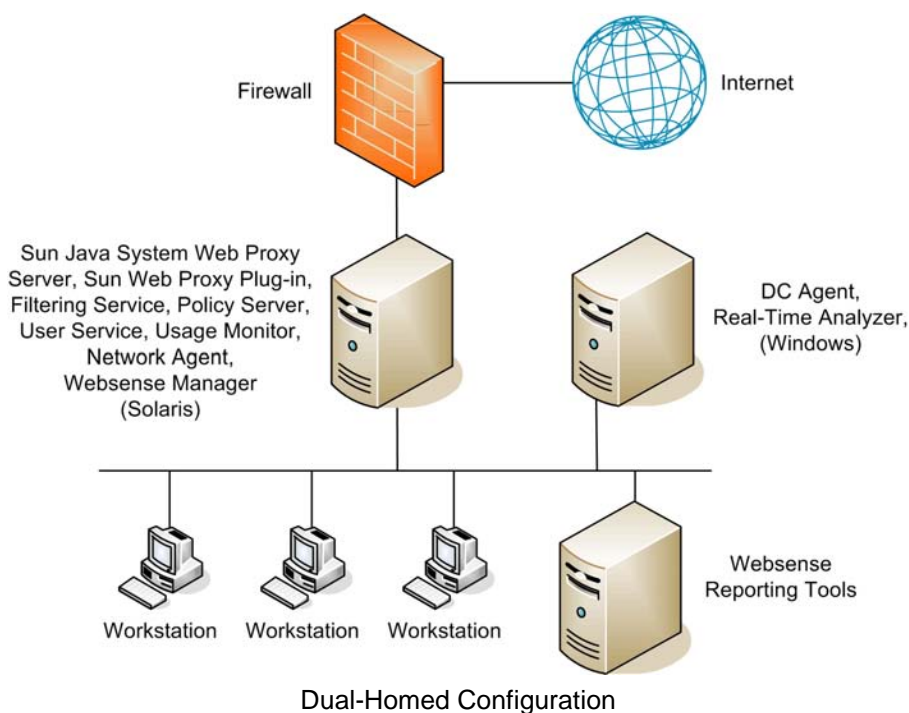 Firewall
Internet
Sun Java System Web Proxy
Server, Sun Web Proxy Plug-in,
Filtering Service, Policy Server,
User Service, Usage Monitor,
Network Agent,
Websense Manager
(Solaris)
DC Agent,
Real-Time Analyzer,
(Windows)
Workstation
Workstation
Workstation
Websense
Reporting Tools
Dual-Homed Configuration